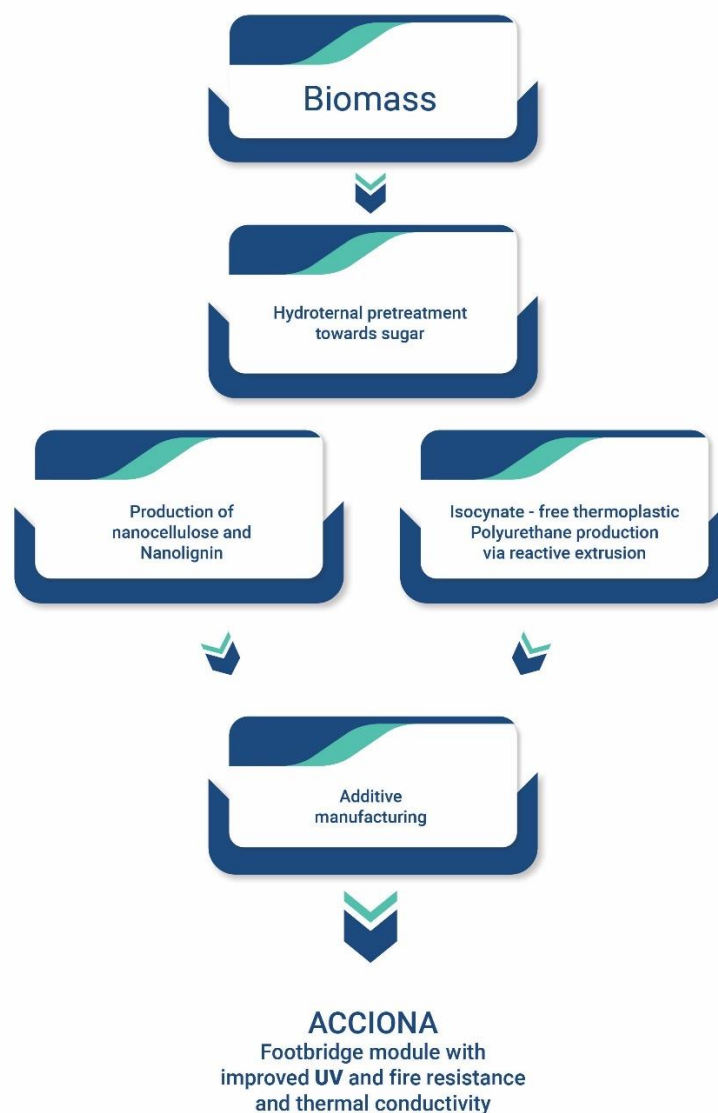 Biomass
Hydroternal pretreatment
towards sugar
Production of
nanocellulose and
Nanolignin
Isocynate - free thermoplastic
Polyurethane production
via reactive extrusion
Additive
manufacturing
ACCIONA
Footbridge module with
improved UV and fire resistance
and thermal conductivity